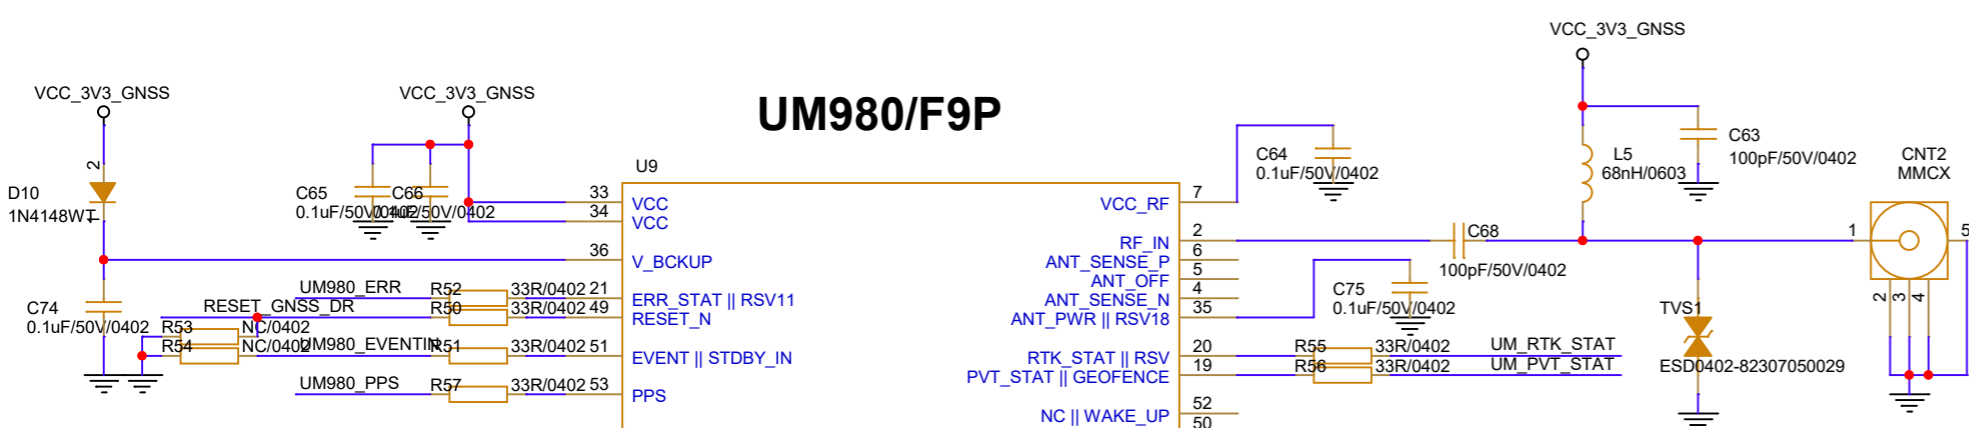 VCC_3V3_GNSS
VCC_3V3_GNSS
VCC_3V3_GNSS
UM980/F9P
2
D10
1N4148WT
1
C74
0.1uF/50V/0402
C65
0.1uF/50V/0402
C66
0.1uF/50V/0402
U9
33
VCC
34
VCC
36
V_BCKUP
UM980_ERR
R52
33R/0402
21
ERR_STAT || RSV11
RESET_GNSS_DR
R50
33R/0402
49
RESET_N
R53
NC/0402
R54
NC/0402
UM980_EVENTIN
R51
33R/0402
51
EVENT || STDBY_IN
UM980_PPS
R57
33R/0402
53
PPS
VCC_RF
7
RF_IN
2
ANT_SENSE_P
6
ANT_OFF
5
ANT_SENSE_N
4
ANT_PWR || RSV18
35
RTK_STAT || RSV
20
R55
33R/0402
UM_RTK_STAT
PVT_STAT || GEOFENCE
19
R56
33R/0402
UM_PVT_STAT
NC || WAKE_UP
52
50
C64
0.1uF/50V/0402
C75
0.1uF/50V/0402
C68
100pF/50V/0402
L5
68nH/0603
C63
100pF/50V/0402
TVS1
ESD0402-82307050029
CNT2
MMCX
1
5
2
3
4